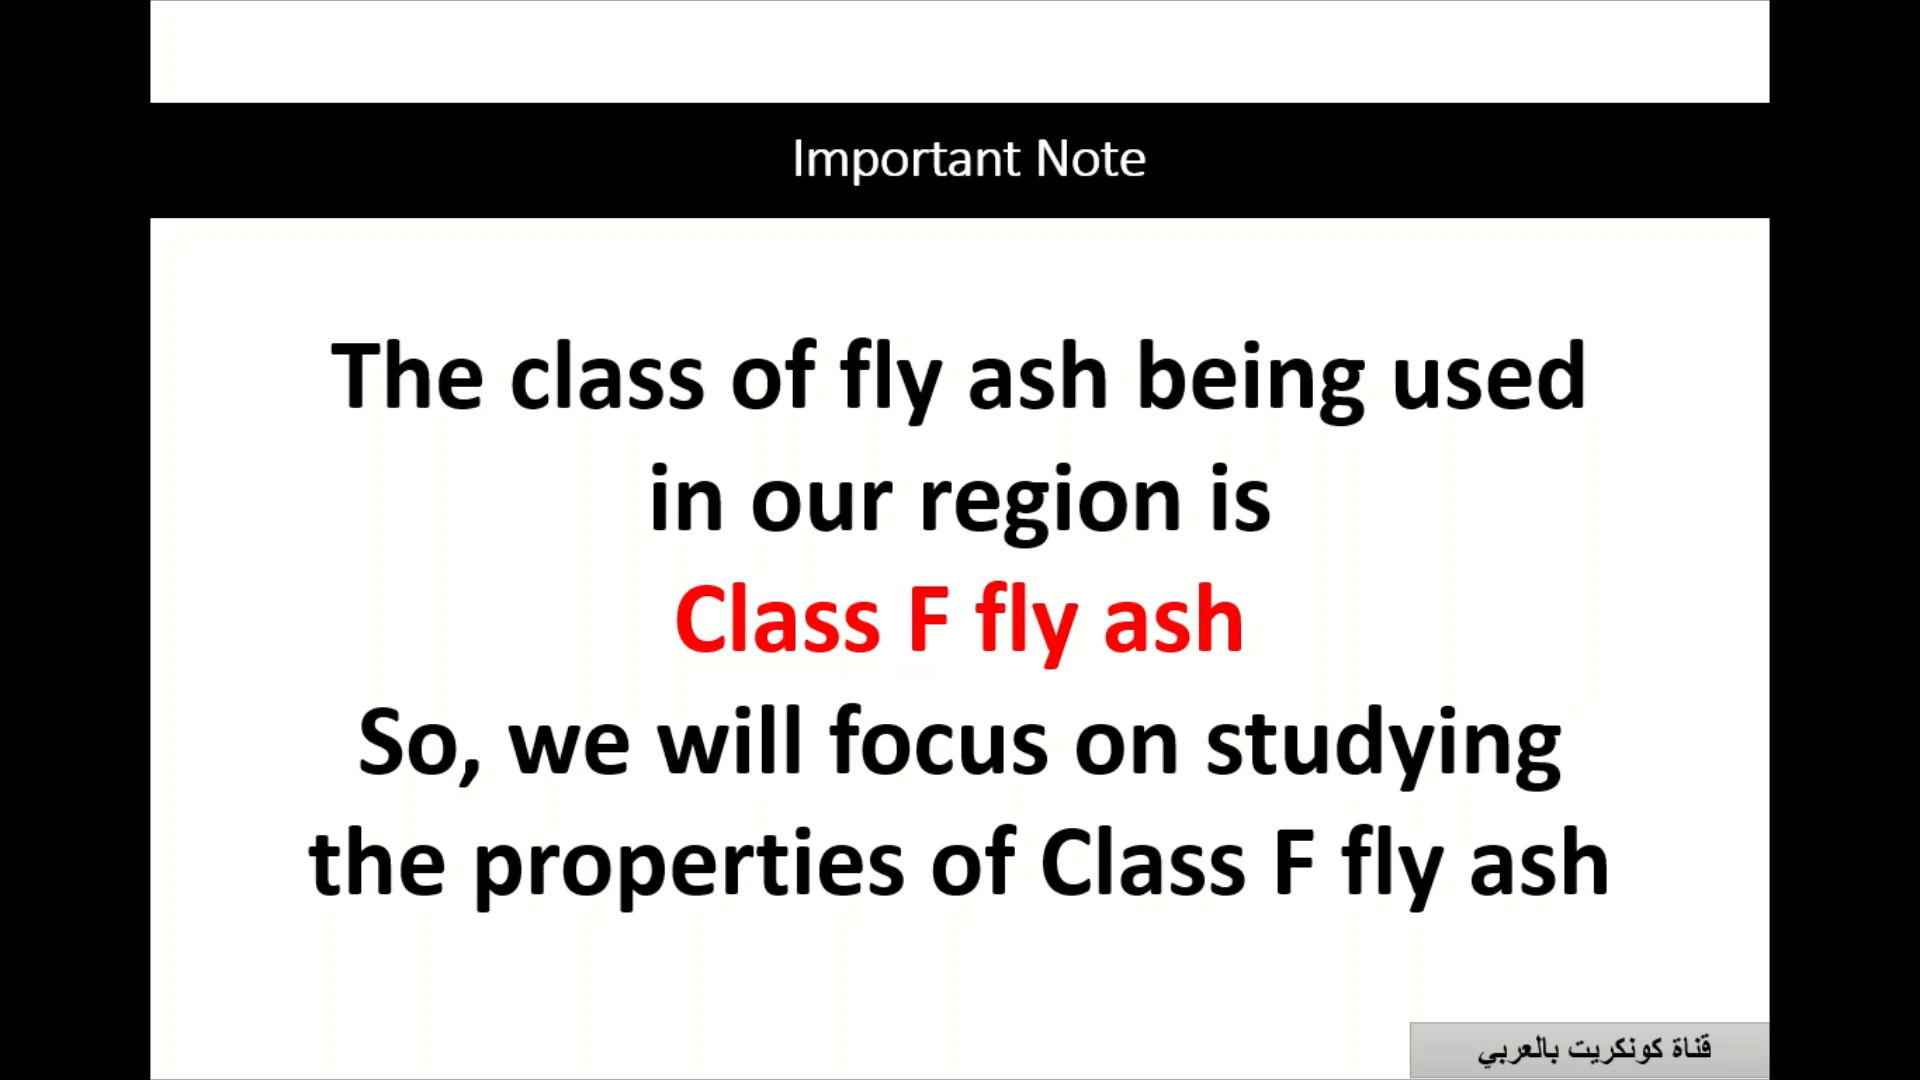 Important Note
The class of fly ash being used
in our region is
Class F fly ash
So, we will focus on studying
the properties of Class F fly ash
قناة كونكريت بالعربي